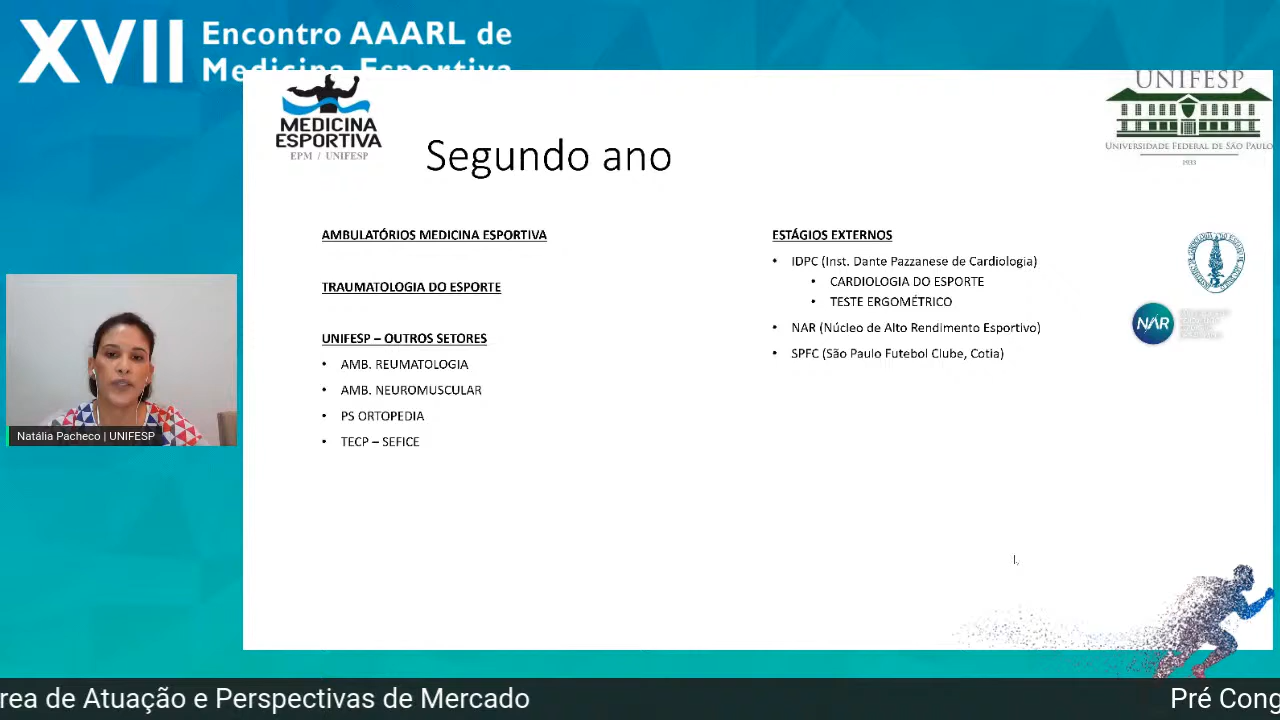 XVII Encontro AAARL de
Medicina Esportiva
MEDICINA
ESPORTIVA
EPM / UNIFESP
UNIFESP
UNIVERSIDADE FEDERAL DE SÃO PAULO
1933
Segundo ano
AMBULATÓRIOS MEDICINA ESPORTIVA
TRAUMATOLOGIA DO ESPORTE
UNIFESP – OUTROS SETORES
• AMB. REUMATOLOGIA
• AMB. NEUROMUSCULAR
• PS ORTOPEDIA
• TECP – SEFICE
ESTÁGIOS EXTERNOS
• IDPC (Inst. Dante Pazzanese de Cardiologia)
• CARDIOLOGIA DO ESPORTE
• TESTE ERGOMÉTRICO
• NAR (Núcleo de Alto Rendimento Esportivo)
• SPFC (São Paulo Futebol Clube, Cotia)
NAR
Natália Pacheco | UNIFESP
rea de Atuação e Perspectivas de Mercado
Pré Cong